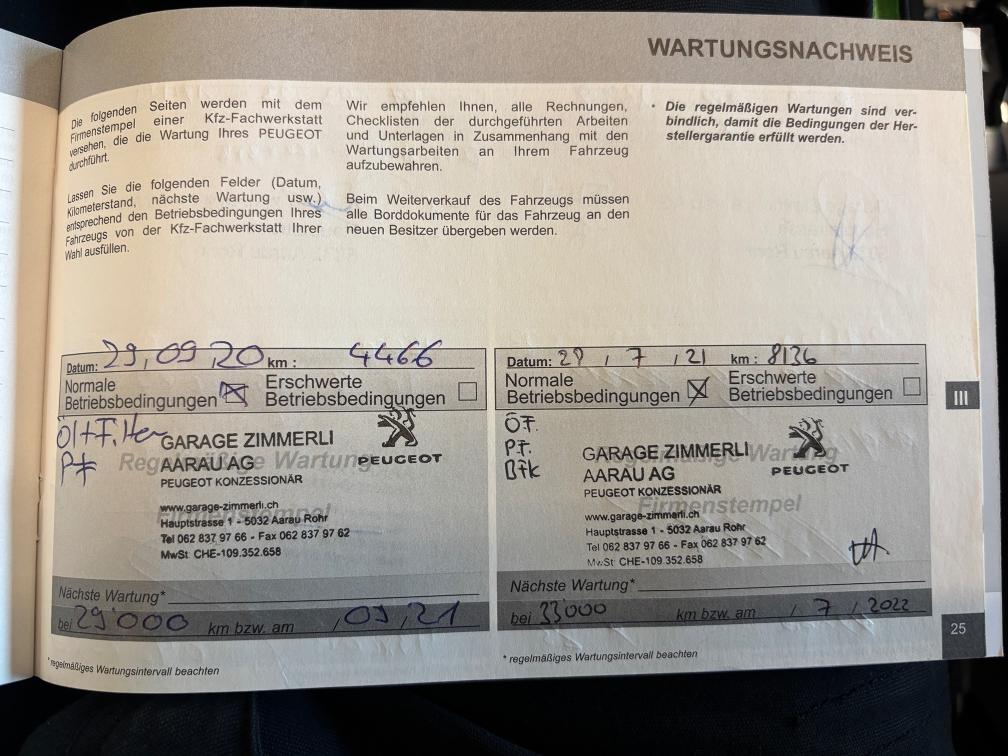 WARTUNGSNACHWEIS
Die folgenden Seiten werden mit dem
Firmenstempel einer Kfz-Fachwerkstatt
versehen, die die Wartung Ihres PEUGEOT
durchführt.
Lassen Sie die folgenden Felder (Datum,
Kilometerstand, nächste Wartung usw.)
entsprechend den Betriebsbedingungen Ihres
Fahrzeugs von der Kfz-Fachwerkstatt Ihrer
Wahl ausfüllen.
Wir empfehlen Ihnen, alle Rechnungen,
Checklisten der durchgeführten Arbeiten
und Unterlagen in Zusammenhang mit den
Wartungsarbeiten an Ihrem Fahrzeug
aufzubewahren.
Beim Weiterverkauf des Fahrzeugs müssen
alle Borddokumente für das Fahrzeug an den
neuen Besitzer übergeben werden.
• Die regelmäßigen Wartungen sind ver-
bindlich, damit die Bedingungen der Her-
stellergarantie erfüllt werden.
Datum: 29,09,20 km : 4466
Normale
Betriebsbedingungen
Erschwerte
Betriebsbedingungen
Öl+F.
GARAGE ZIMMERLI
AARAU AG
PEUGEOT KONZESSIONÄR
PEUGEOT
Regelmäßige Wartung
Firmenstempel
www.garage-zimmerli.ch
Hauptstrasse 1 - 5032 Aarau Rohr
Tel 062 837 97 66 - Fax 062 837 97 62
MwSt CHE-109.352.658
Nächste Wartung*
bei 29'000 km bzw. am , 09, 21
* regelmäßiges Wartungsintervall beachten
Datum: 29 / 7 / 21 km : 8136
Normale
Betriebsbedingungen
Erschwerte
Betriebsbedingungen
ÖF.
PF.
Bfk
GARAGE ZIMMERLI
AARAU AG
PEUGEOT KONZESSIONÄR
PEUGEOT
Regelmäßige Wartung
Firmenstempel
www.garage-zimmerli.ch
Hauptstrasse 1 - 5032 Aarau Rohr
Tel 062 837 97 66 - Fax 062 837 97 62
MwSt CHE-109.352.658
Nächste Wartung*
bei 33'000 km bzw. am / 7 / 2022
* regelmäßiges Wartungsintervall beachten
III
25